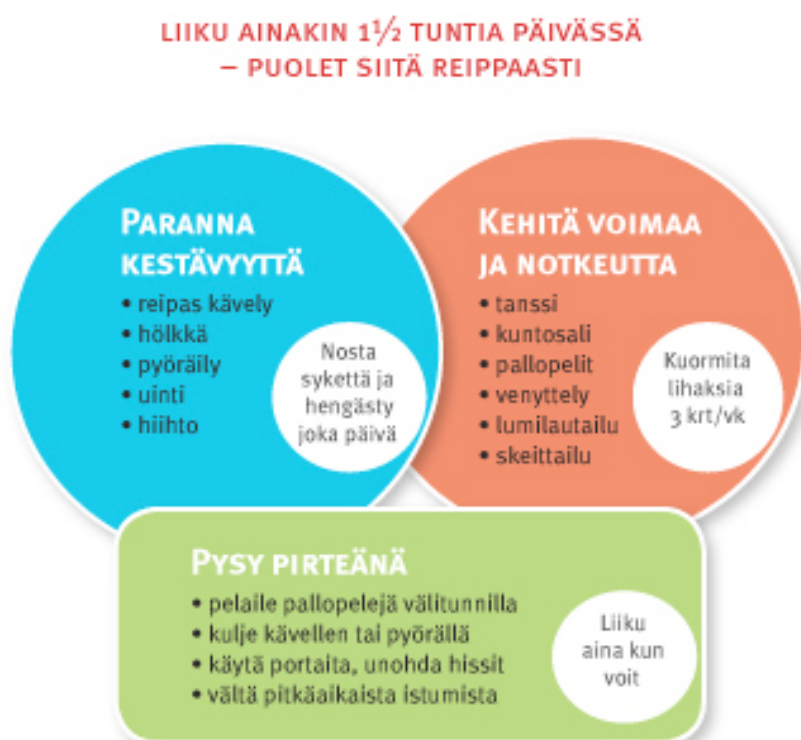 LIIKU AINAKIN 1½ TUNTIA PÄIVÄSSÄ
– PUOLET SIITÄ REIPPAASTI
PARANNA
KESTÄVYYTTÄ
• reipas kävely
• hölkkä
• pyöräily
• uinti
• hiihto
Nosta
sykettä ja
hengästy
joka päivä
KEHITÄ VOIMAA
JA NOTKEUTTA
• tanssi
• kuntosali
• pallopelit
• venyttely
• lumilautailu
• skeittailu
Kuormita
lihaksia
3 krt/vk
PYSY PIRTEÄNÄ
• pelaile pallopelejä välitunnilla
• kulje kävellen tai pyörällä
• käytä portaita, unohda hissit
• vältä pitkäaikaista istumista
Liiku
aina kun
voit